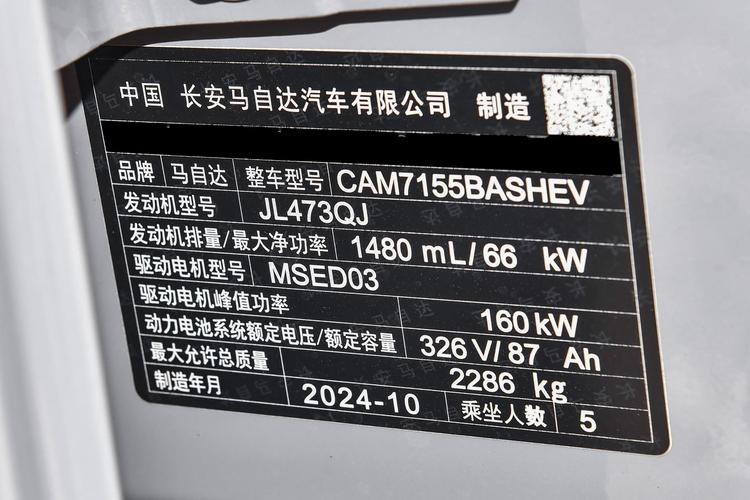 中国 长安马自达汽车有限公司 制造
品牌 马自达 整车型号 CAM7155BASHEV
发动机型号 JL473QJ
发动机排量/最大净功率 1480 mL/66 kW
驱动电机型号 MSED03
驱动电机峰值功率 160kW
动力电池系统额定电压/额定容量 326 V/87 Ah
最大允许总质量 2286 kg
制造年月 2024-10 乘坐人数 5